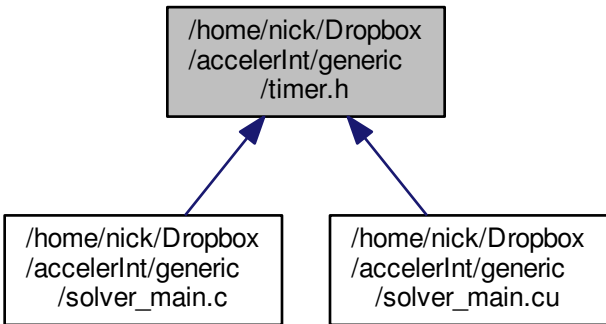 /home/nick/Dropbox
/accelerInt/generic
/timer.h
/home/nick/Dropbox
/accelerInt/generic
/solver_main.c
/home/nick/Dropbox
/accelerInt/generic
/solver_main.cu